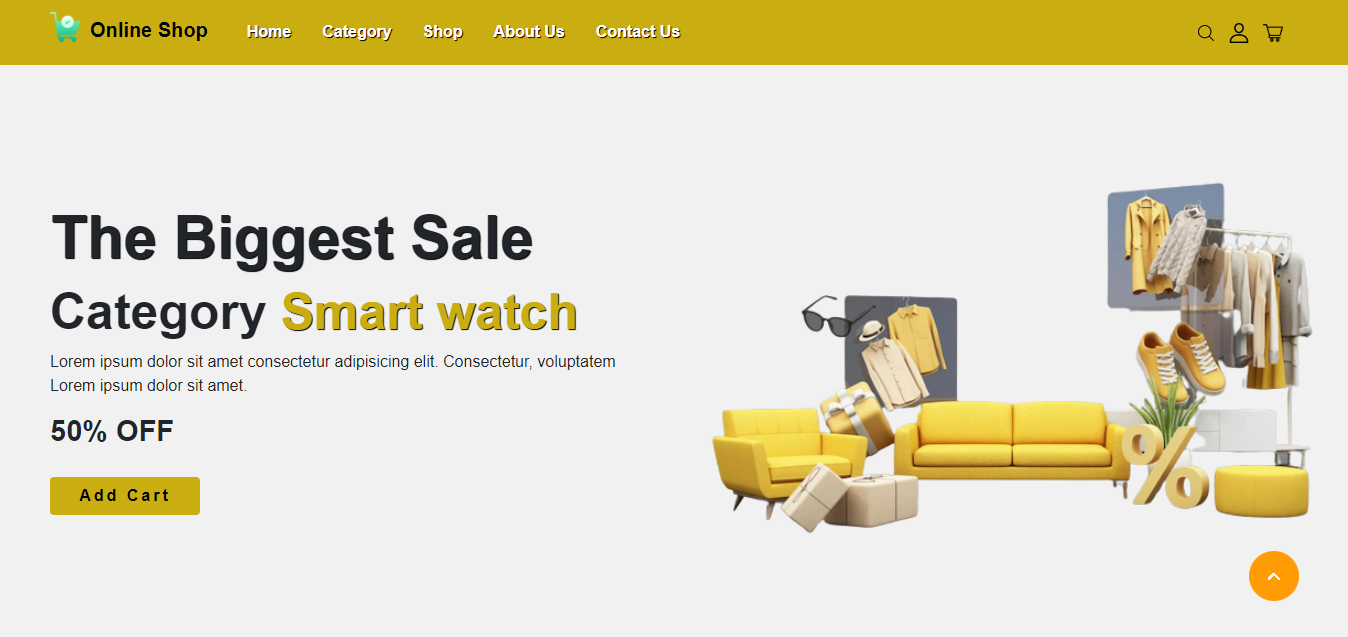 Online Shop
Home Category Shop About Us Contact Us
The Biggest Sale
Category Smart watch
Lorem ipsum dolor sit amet consectetur adipisicing elit. Consectetur, voluptatem
Lorem ipsum dolor sit amet.
50% OFF
Add Cart
%